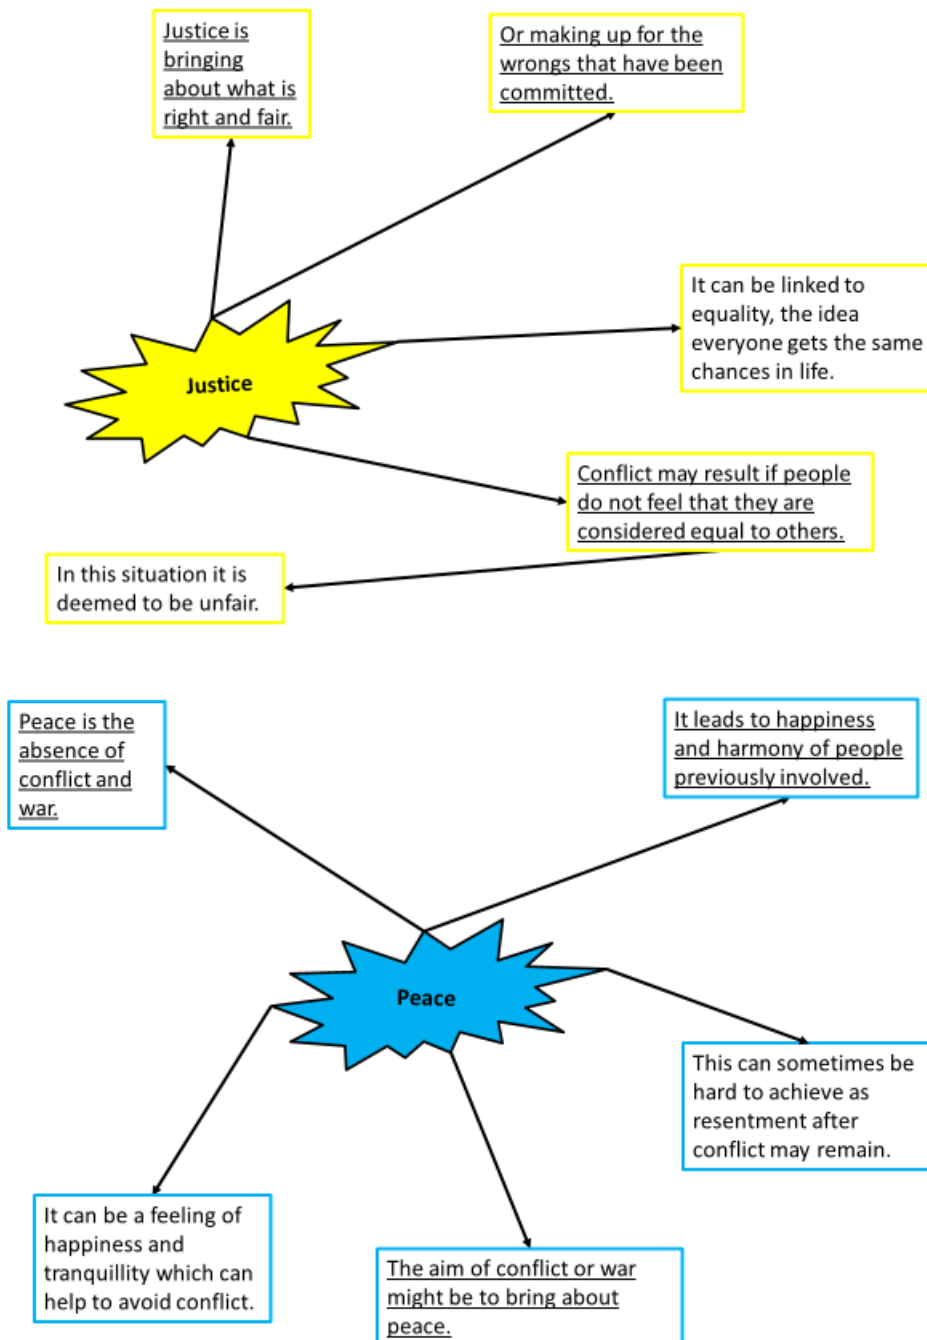 Justice is
bringing
about what is
right and fair.
Or making up for the
wrongs that have been
committed.
It can be linked to
equality, the idea
everyone gets the same
chances in life.
Justice
Conflict may result if people
do not feel that they are
considered equal to others.
In this situation it is
deemed to be unfair.
Peace is the
absence of
conflict and
war.
It leads to happiness
and harmony of people
previously involved.
Peace
This can sometimes be
hard to achieve as
resentment after
conflict may remain.
It can be a feeling of
happiness and
tranquillity which can
help to avoid conflict.
The aim of conflict or war
might be to bring about
peace.